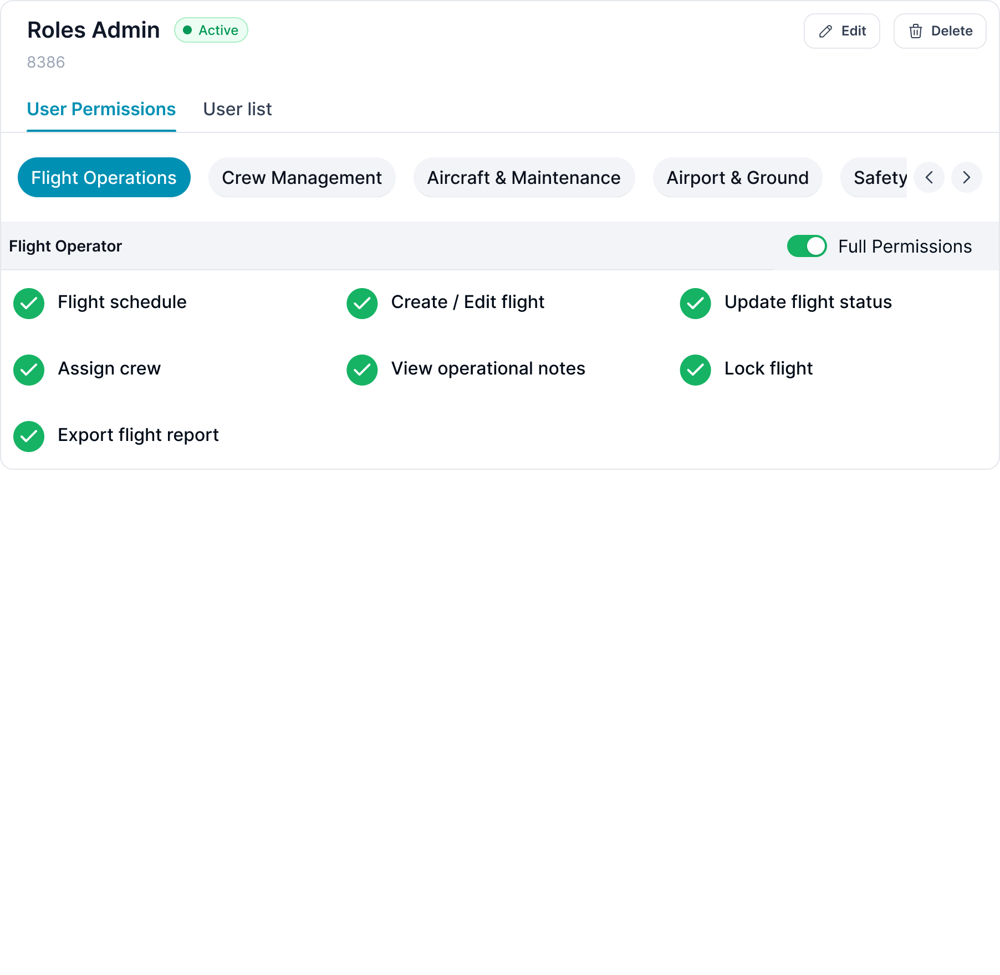 Roles Admin
Active
Edit
Delete
8386
User Permissions
User list
Flight Operations
Crew Management
Aircraft & Maintenance
Airport & Ground
Safety
Flight Operator
Full Permissions
Flight schedule
Create / Edit flight
Update flight status
Assign crew
View operational notes
Lock flight
Export flight report